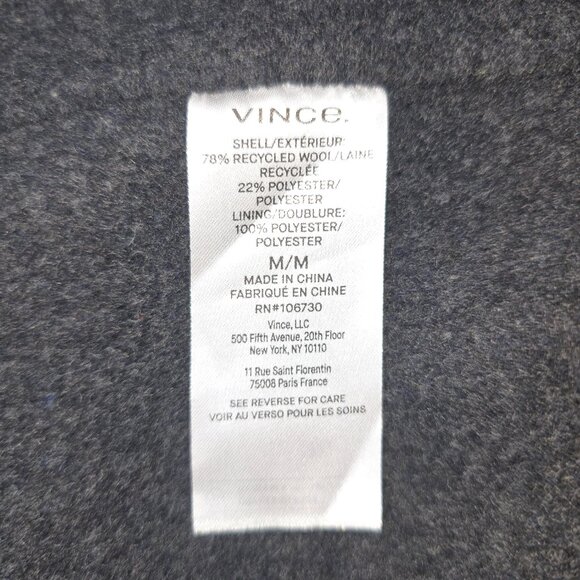 VINCE.
SHELL/EXTÉRIEUR:
78% RECYCLED WOOL/LAINE
RECYCLÉE
22% POLYESTER/
POLYESTER
LINING/DOUBLURE:
100% POLYESTER/
POLYESTER
M/M
MADE IN CHINA
FABRIQUÉ EN CHINE
RN#106730
Vince, LLC
500 Fifth Avenue, 20th Floor
New York, NY 10110
11 Rue Saint Florentin
75008 Paris France
SEE REVERSE FOR CARE
VOIR AU VERSO POUR LES SOINS